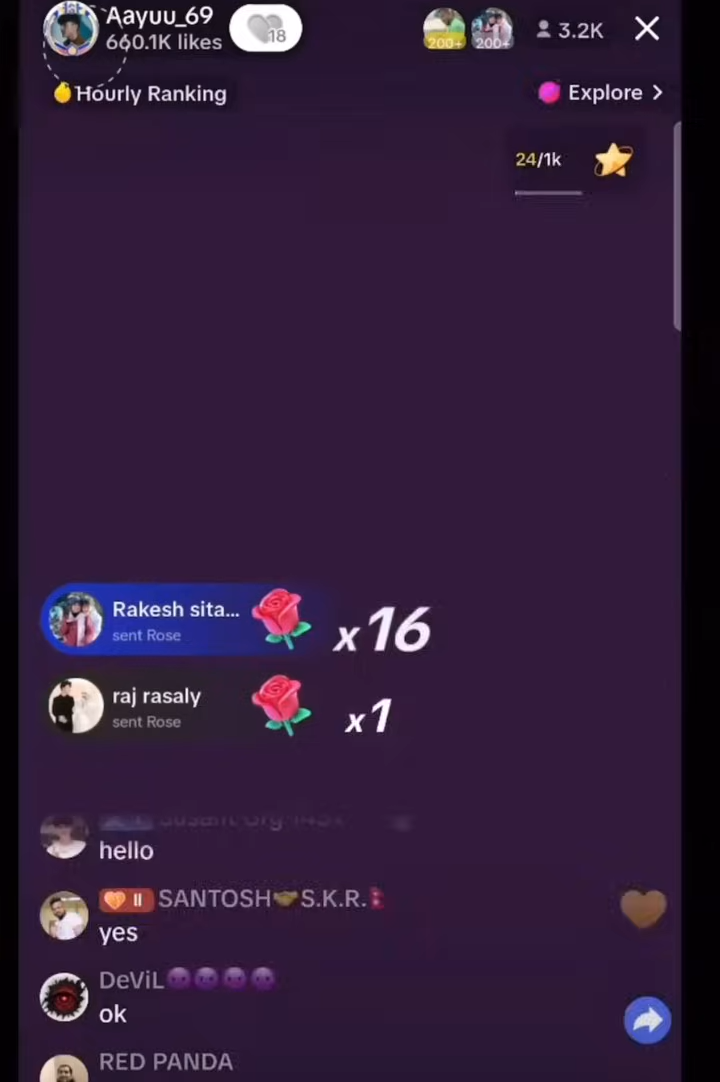 Aayuu_69
660.1K likes
18
200+
200+
3.2K
Hourly Ranking
Explore >
24/1k
Rakesh sita...
sent Rose
x16
raj rasaly
sent Rose
x1
hello
II SANTOSH🤝S.K.R.🇳🇵
yes
DeViL😈😈😈😈
ok
RED PANDA